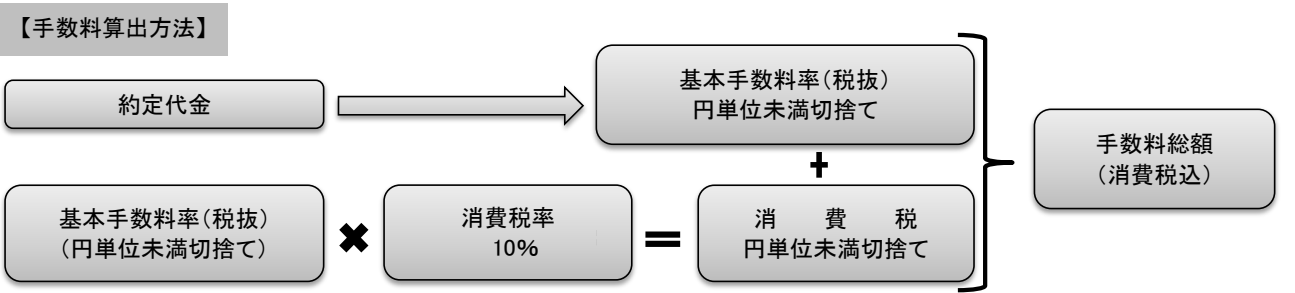 【手数料算出方法】
約定代金
基本手数料率(税抜)
円単位未満切捨て
+
手数料総額
(消費税込)
基本手数料率(税抜)
(円単位未満切捨て)
×
消費税率
10%
=
消　費　税
円単位未満切捨て